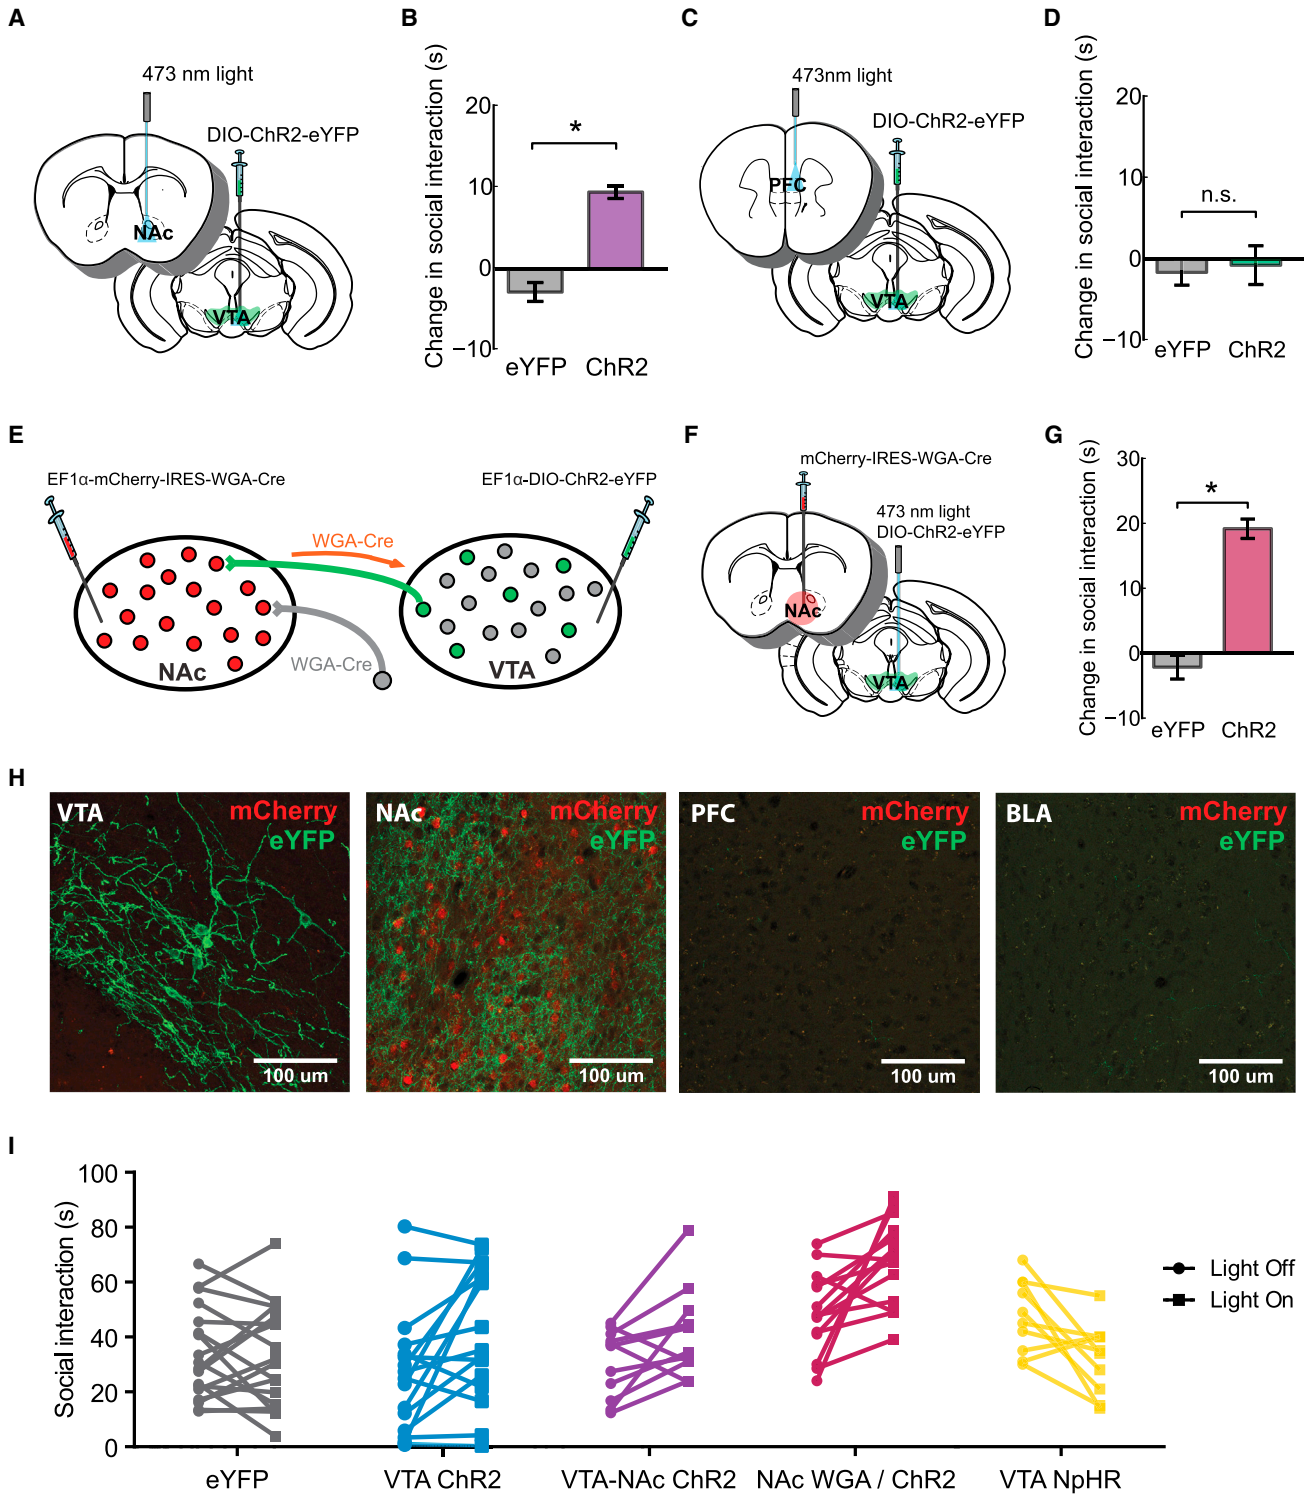 A
473 nm light
DIO-ChR2-eYFP
NAc
VTA
B
Change in social interaction (s)
20
10
0
−10
*
eYFP
ChR2
C
473nm light
DIO-ChR2-eYFP
PFC
VTA
D
Change in social interaction (s)
20
10
0
−10
n.s.
eYFP
ChR2
E
EF1α-mCherry-IRES-WGA-Cre
EF1α-DIO-ChR2-eYFP
WGA-Cre
WGA-Cre
NAc
VTA
F
mCherry-IRES-WGA-Cre
473 nm light
DIO-ChR2-eYFP
NAc
VTA
G
Change in social interaction (s)
30
20
10
0
−10
*
eYFP
ChR2
H
VTA
mCherry
eYFP
100 um
NAc
mCherry
eYFP
100 um
PFC
mCherry
eYFP
100 um
BLA
mCherry
eYFP
100 um
I
Social interaction (s)
100
80
60
40
20
0
eYFP
VTA ChR2
VTA-NAc ChR2
NAc WGA / ChR2
VTA NpHR
Light Off
Light On